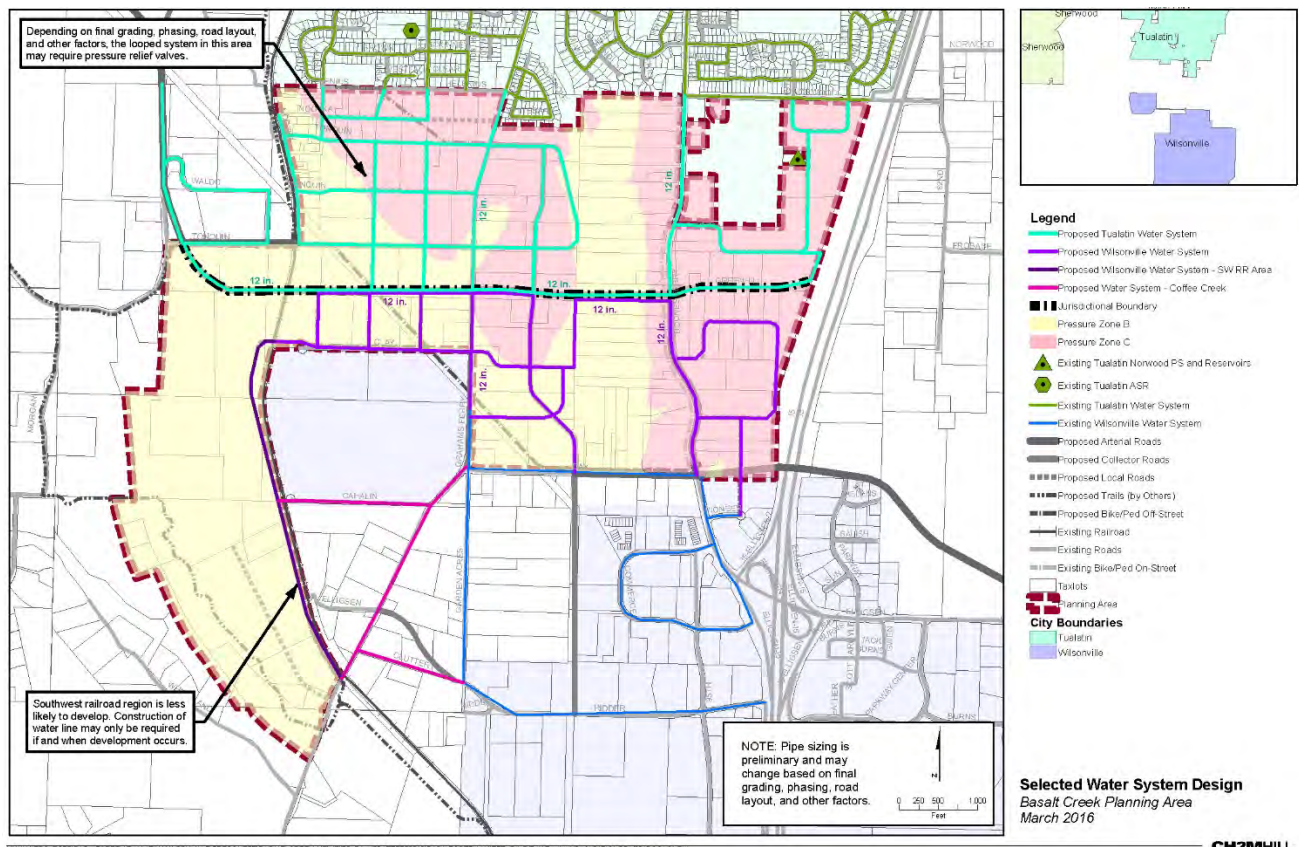 Depending on final grading, phasing, road layout,
and other factors, the looped system in this area
may require pressure relief valves.
NORWOOD
WALDO
TONQUIN
12 in.
12 in.
12 in.
12 in.
12 in.
12 in.
12 in.
12 in.
MORGAN
GRAHAMS FERRY
CAHALIN
GARDEN ACRES
CLUTTER
RIDDER
BURNS
Southwest railroad region is less
likely to develop. Construction of
water line may only be required
if and when development occurs.
NOTE: Pipe sizing is
preliminary and may
change based on final
grading, phasing, road
layout, and other factors.
N
0 250 500 1,000
Feet
Sherwood
Sherwood
Tualatin
Wilsonville
Legend
Proposed Tualatin Water System
Proposed Wilsonville Water System
Proposed Wilsonville Water System - SW RR Area
Proposed Water System - Coffee Creek
Jurisdictional Boundary
Pressure Zone B
Pressure Zone C
Existing Tualatin Norwood PS and Reservoirs
Existing Tualatin ASR
Existing Tualatin Water System
Existing Wilsonville Water System
Proposed Arterial Roads
Proposed Collector Roads
Proposed Local Roads
Proposed Trails (by Others)
Proposed Bike/Ped Off-Street
Existing Railroad
Existing Roads
Existing Bike/Ped On-Street
Taxlots
Planning Area
City Boundaries
Tualatin
Wilsonville
Selected Water System Design
Basalt Creek Planning Area
March 2016
CH2MHILL